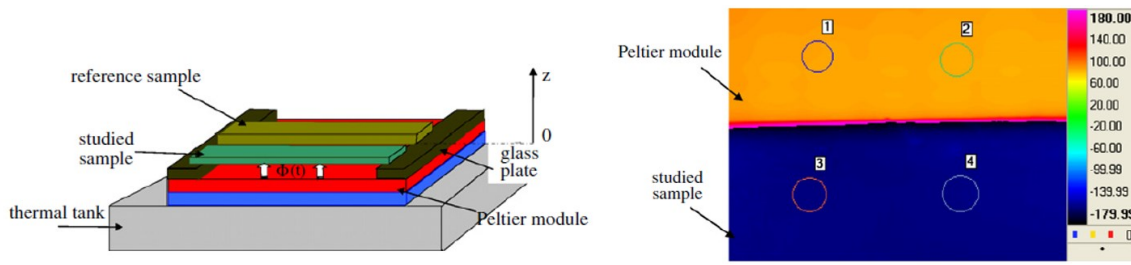 reference sample
studied
sample
thermal tank
Φ(t)
z
0
glass
plate
Peltier module
Peltier module
studied
sample
1
2
3
4
180.00
140.00
100.00
60.00
20.00
-20.00
-60.00
-99.99
-139.99
-179.99